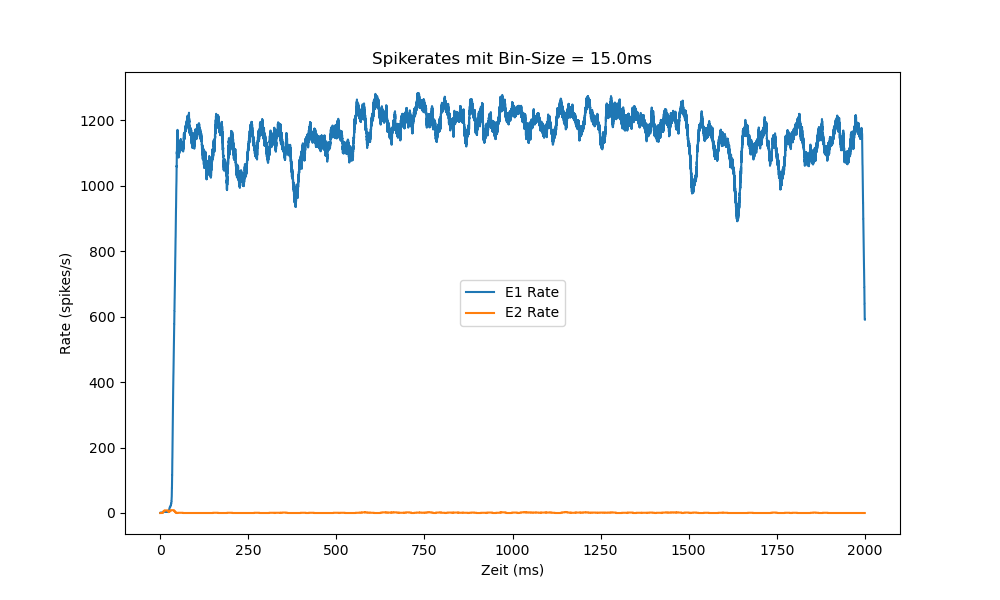 Spikerates mit Bin-Size = 15.0ms
Rate (spikes/s)
1200
1000
800
600
400
200
0
E1 Rate
E2 Rate
0 250 500 750 1000 1250 1500 1750 2000
Zeit (ms)